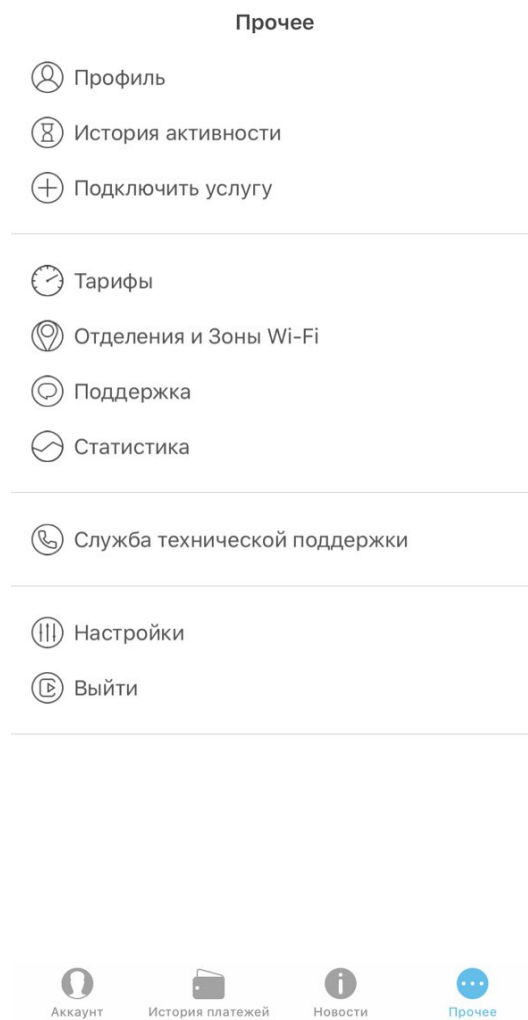 Прочее
Профиль
История активности
Подключить услугу
Тарифы
Отделения и Зоны Wi-Fi
Поддержка
Статистика
Служба технической поддержки
Настройки
Выйти
Аккаунт
История платежей
Новости
Прочее